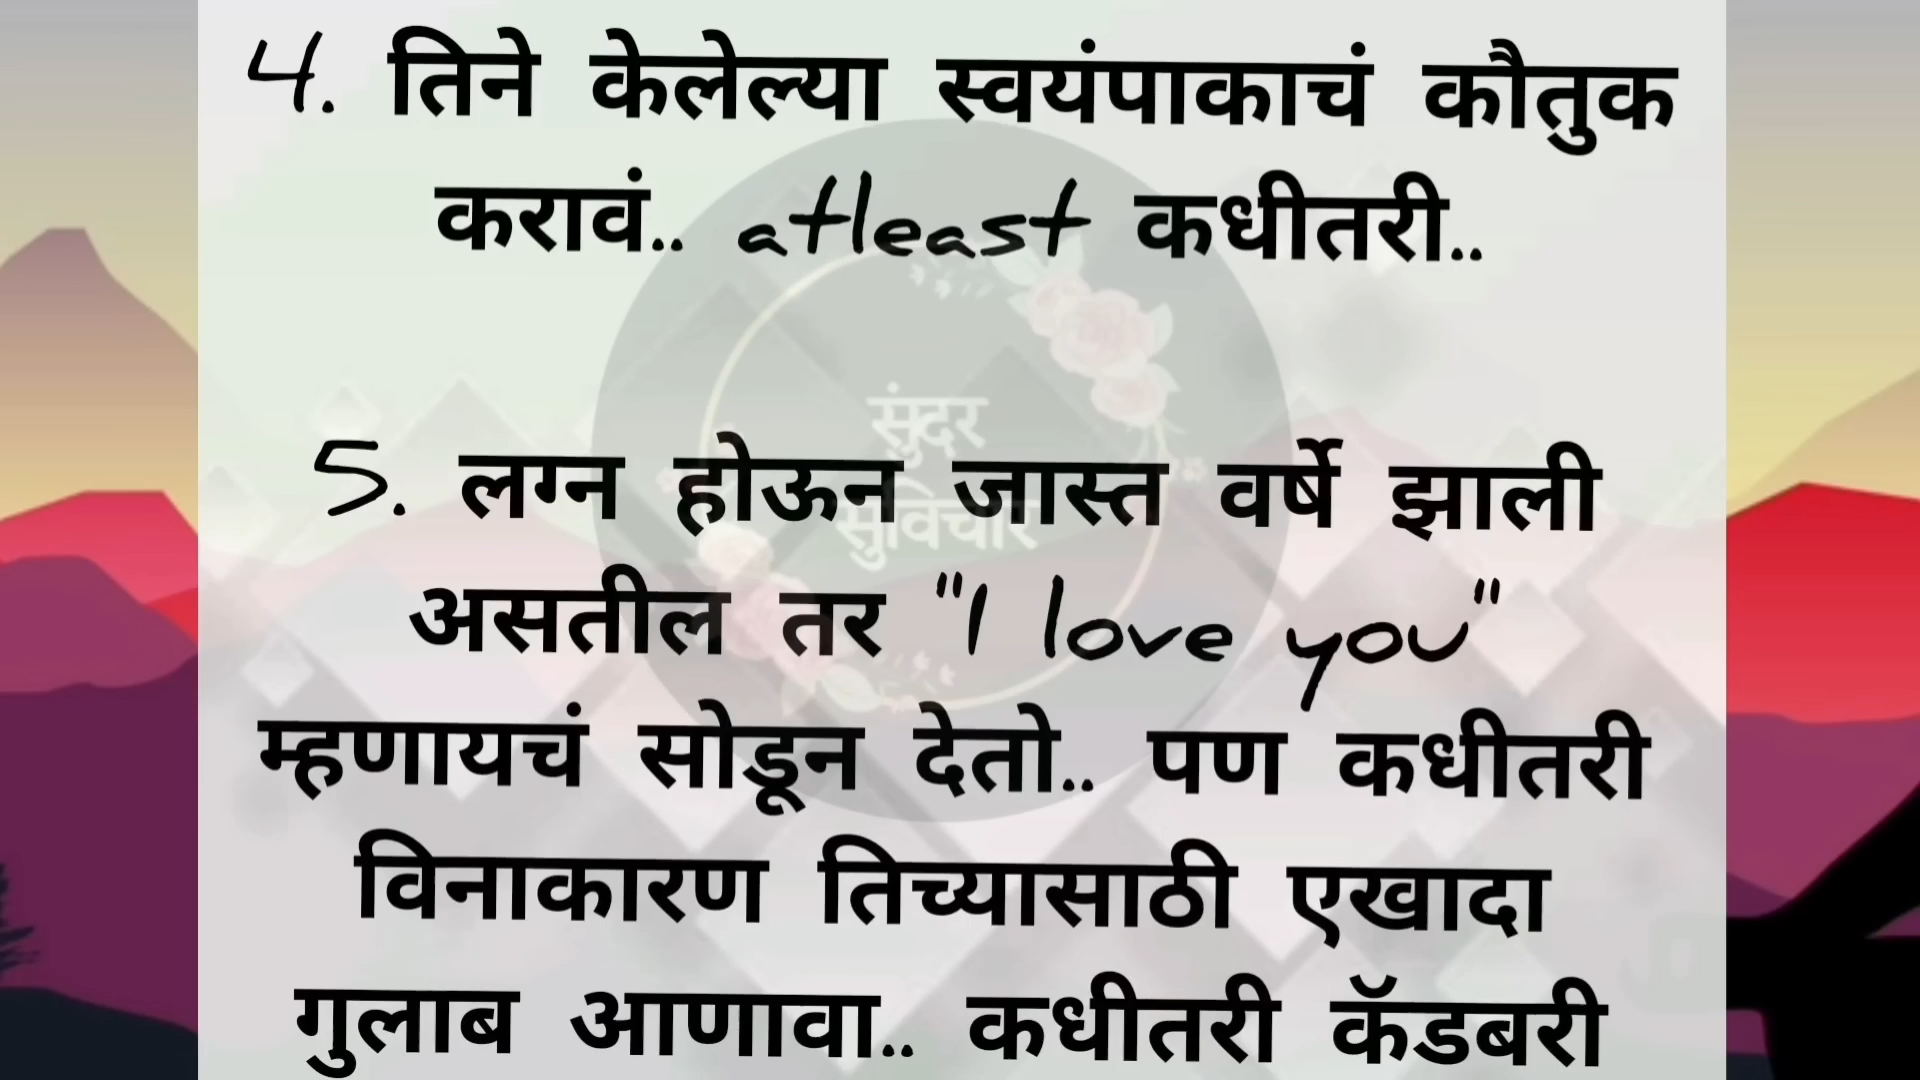 4. तिने केलेल्या स्वयंपाकाचं कौतुक
करावं.. atleast कधीतरी..
सुंदर
सुविचार
5. लग्न होऊन जास्त वर्षे झाली
असतील तर "I love you"
म्हणायचं सोडून देतो.. पण कधीतरी
विनाकारण तिच्यासाठी एखादा
गुलाब आणावा.. कधीतरी कॅडबरी